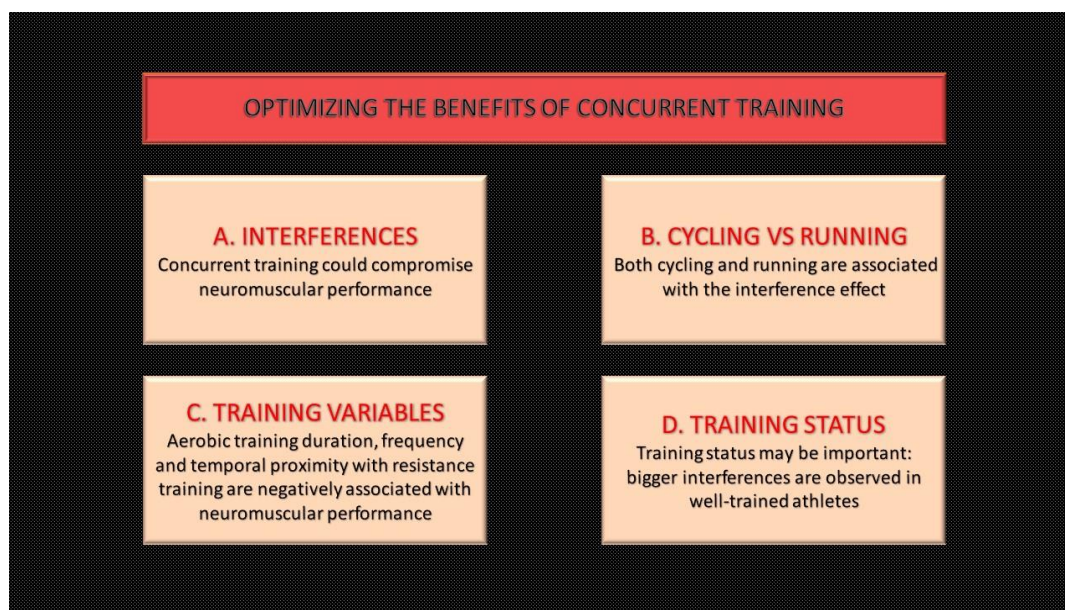 OPTIMIZING THE BENEFITS OF CONCURRENT TRAINING
A. INTERFERENCES
Concurrent training could compromise
neuromuscular performance
B. CYCLING VS RUNNING
Both cycling and running are associated
with the interference effect
C. TRAINING VARIABLES
Aerobic training duration, frequency
and temporal proximity with resistance
training are negatively associated with
neuromuscular performance
D. TRAINING STATUS
Training status may be important:
bigger interferences are observed in
well-trained athletes